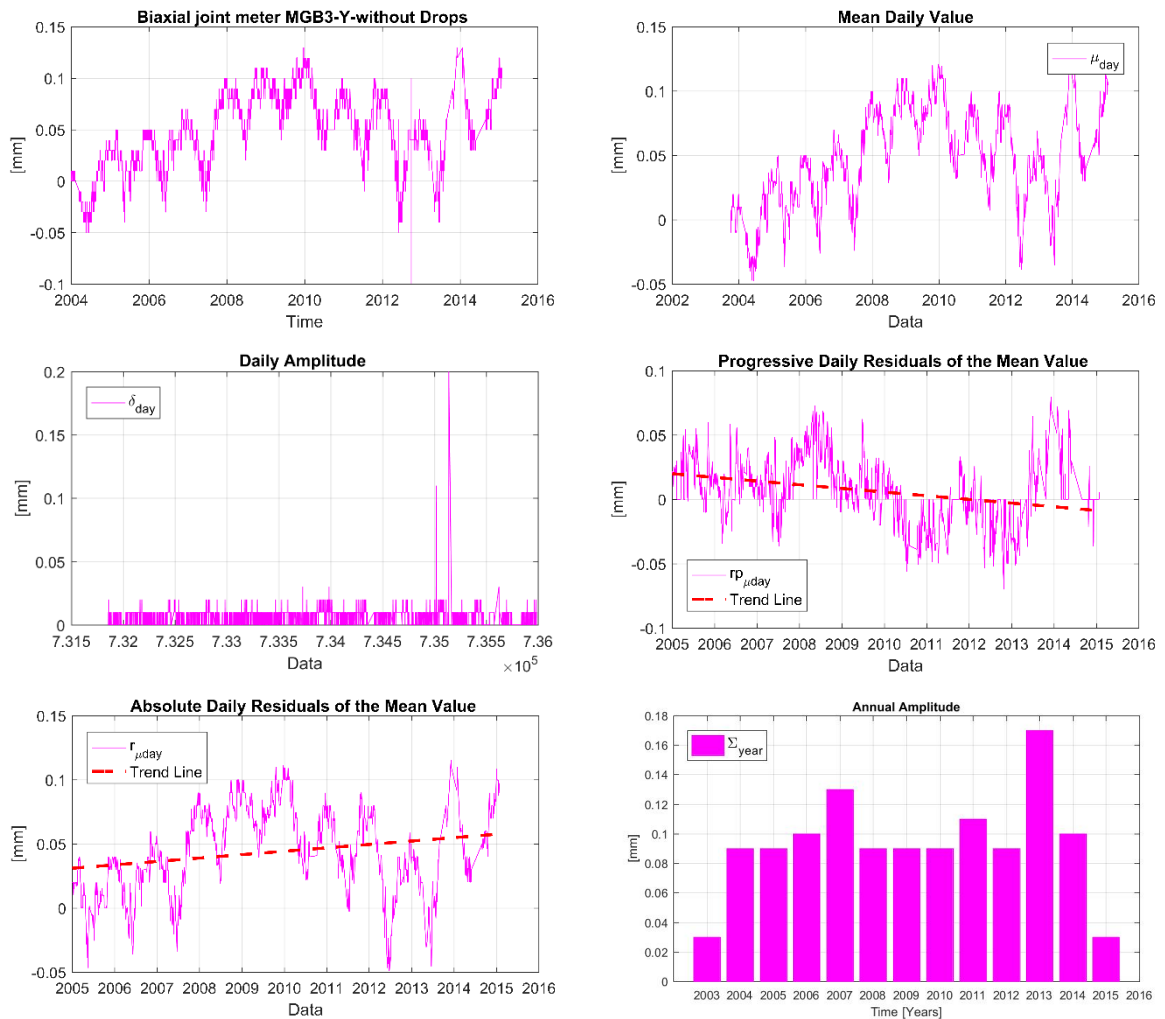 Biaxial joint meter MGB3-Y-without Drops
0.15
0.1
0.05
0
-0.05
-0.1
[mm]
2004 2006 2008 2010 2012 2014 2016
Time
Mean Daily Value
μday
0.15
0.1
0.05
0
-0.05
[mm]
2002 2004 2006 2008 2010 2012 2014 2016
Data
Daily Amplitude
δday
0.2
0.15
0.1
0.05
0
[mm]
7.315 7.32 7.325 7.33 7.335 7.34 7.345 7.35 7.355 7.36
×10^5
Data
Progressive Daily Residuals of the Mean Value
0.1
0.05
0
-0.05
-0.1
[mm]
rpμday
Trend Line
2005 2006 2007 2008 2009 2010 2011 2012 2013 2014 2015 2016
Data
Absolute Daily Residuals of the Mean Value
rμday
Trend Line
0.15
0.1
0.05
0
-0.05
[mm]
2005 2006 2007 2008 2009 2010 2011 2012 2013 2014 2015 2016
Data
Annual Amplitude
Σyear
0.18
0.16
0.14
0.12
0.1
0.08
0.06
0.04
0.02
0
[mm]
2003 2004 2005 2006 2007 2008 2009 2010 2011 2012 2013 2014 2015 2016
Time [Years]